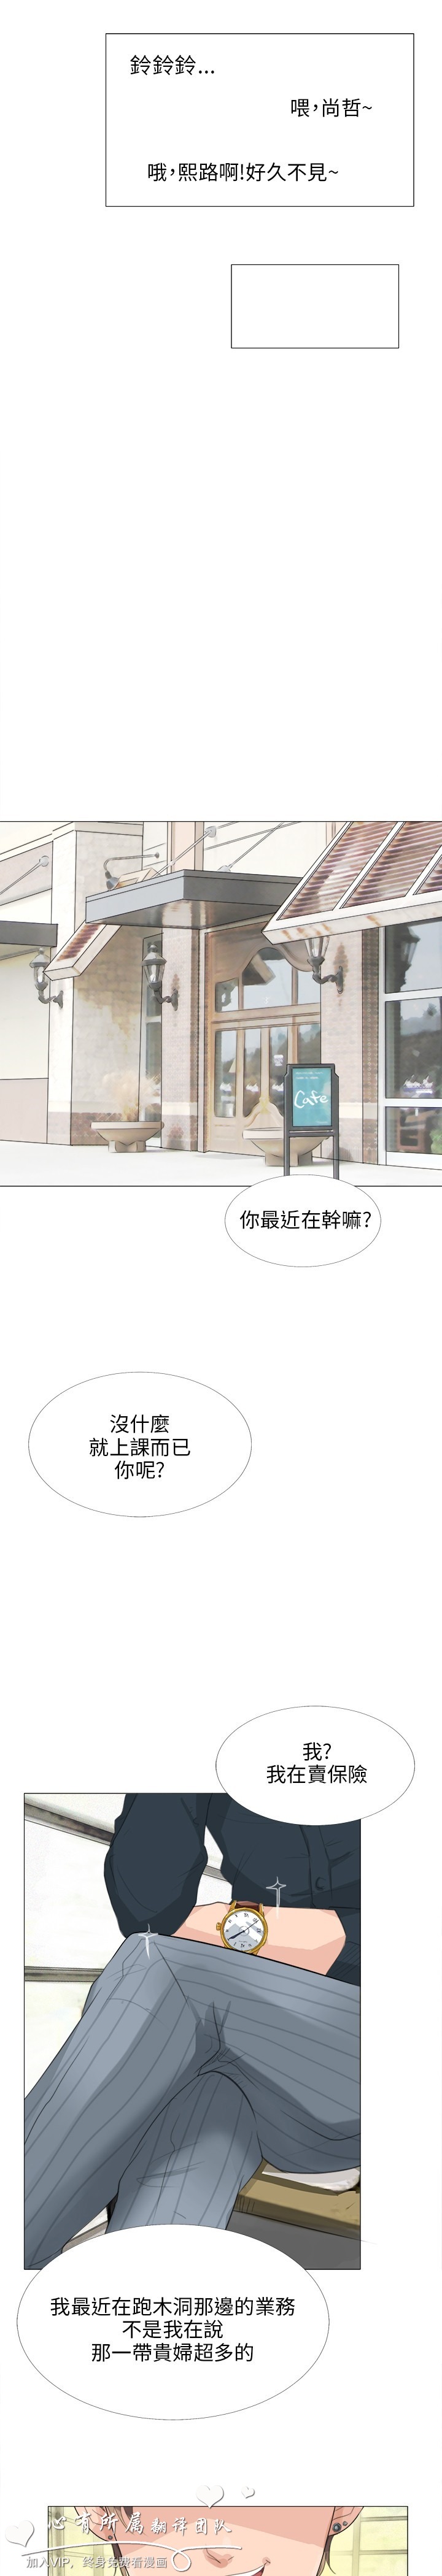 鈴鈴鈴...
喂,尚哲~
哦,熙路啊!好久不見~
Cafe
你最近在幹嘛?
沒什麼
就上課而已
你呢?
我?
我在賣保險
我最近在跑木洞那邊的業務
不是我在說
那一帶貴婦超多的
心有所属翻译团队
加入VIP，终身免费看漫画